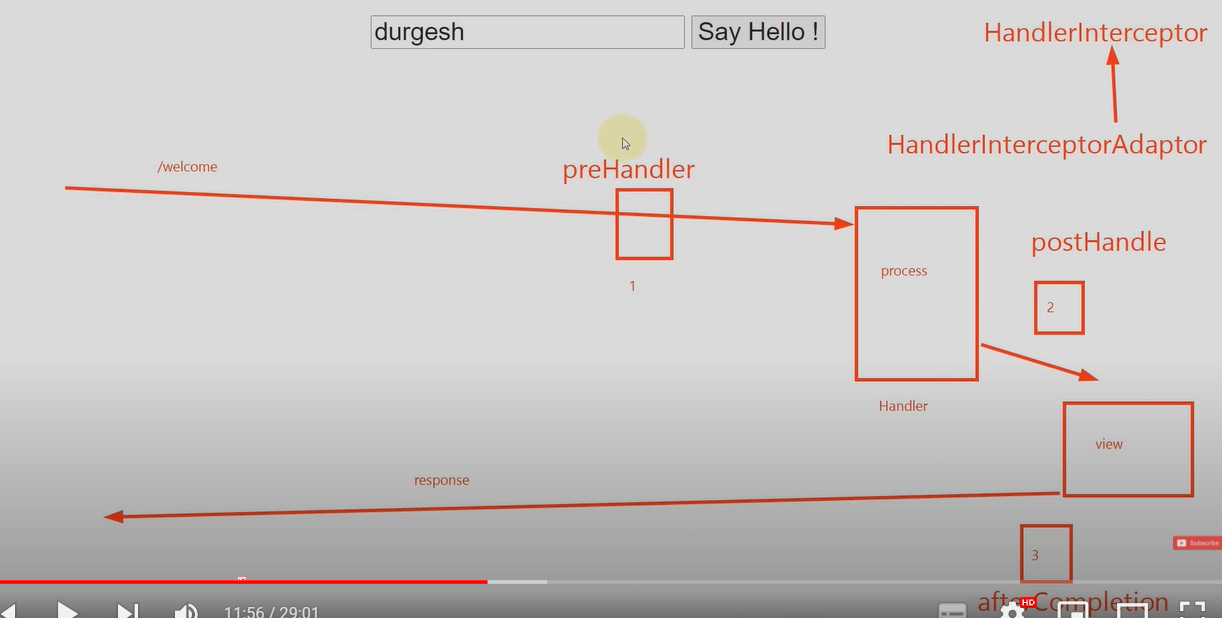 durgesh
Say Hello !
HandlerInterceptor
HandlerInterceptorAdaptor
/welcome
preHandler
1
process
postHandle
2
Handler
view
response
3
Subscribe
afterCompletion
HD
11:56 / 29:01